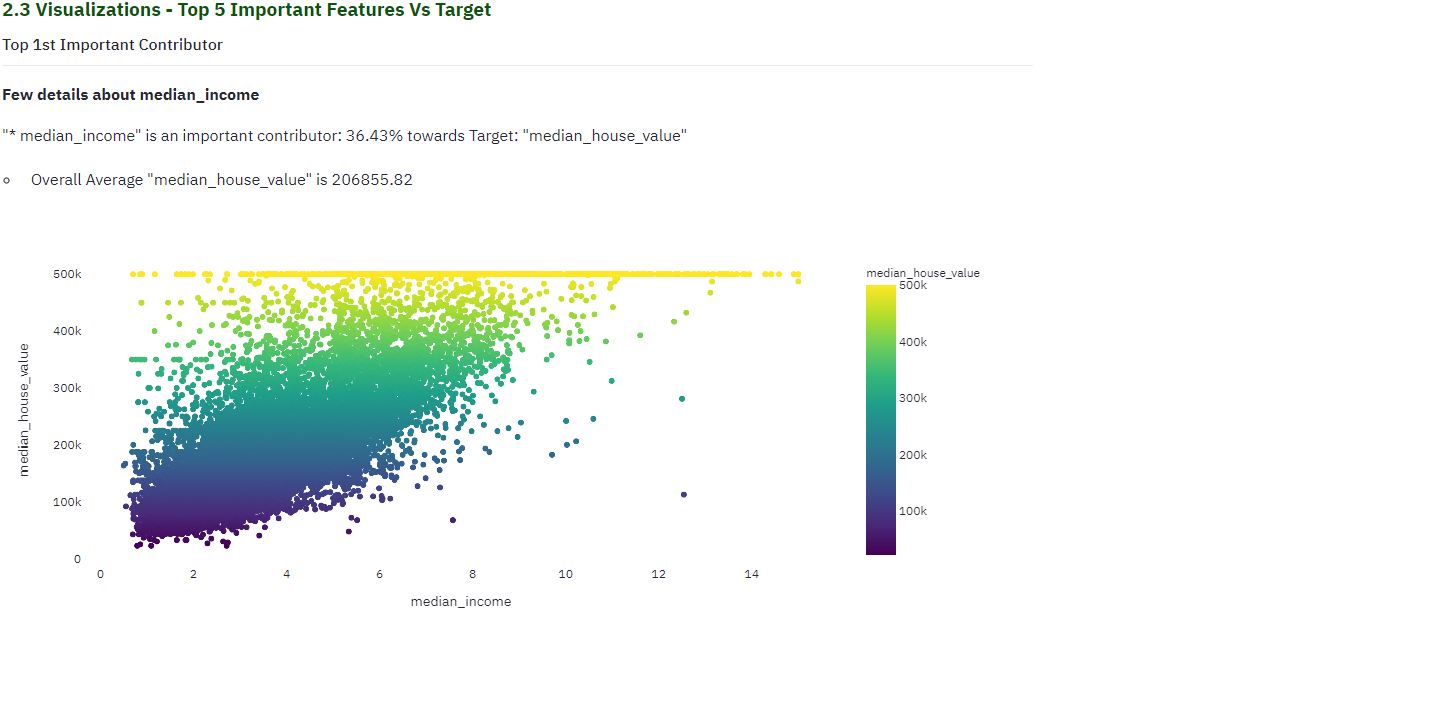 2.3 Visualizations - Top 5 Important Features Vs Target
Top 1st Important Contributor
Few details about median_income
"* median_income" is an important contributor: 36.43% towards Target: "median_house_value"
Overall Average "median_house_value" is 206855.82
median_house_value
500k
400k
300k
200k
100k
0
0 2 4 6 8 10 12 14
median_income
median_house_value
500k
400k
300k
200k
100k